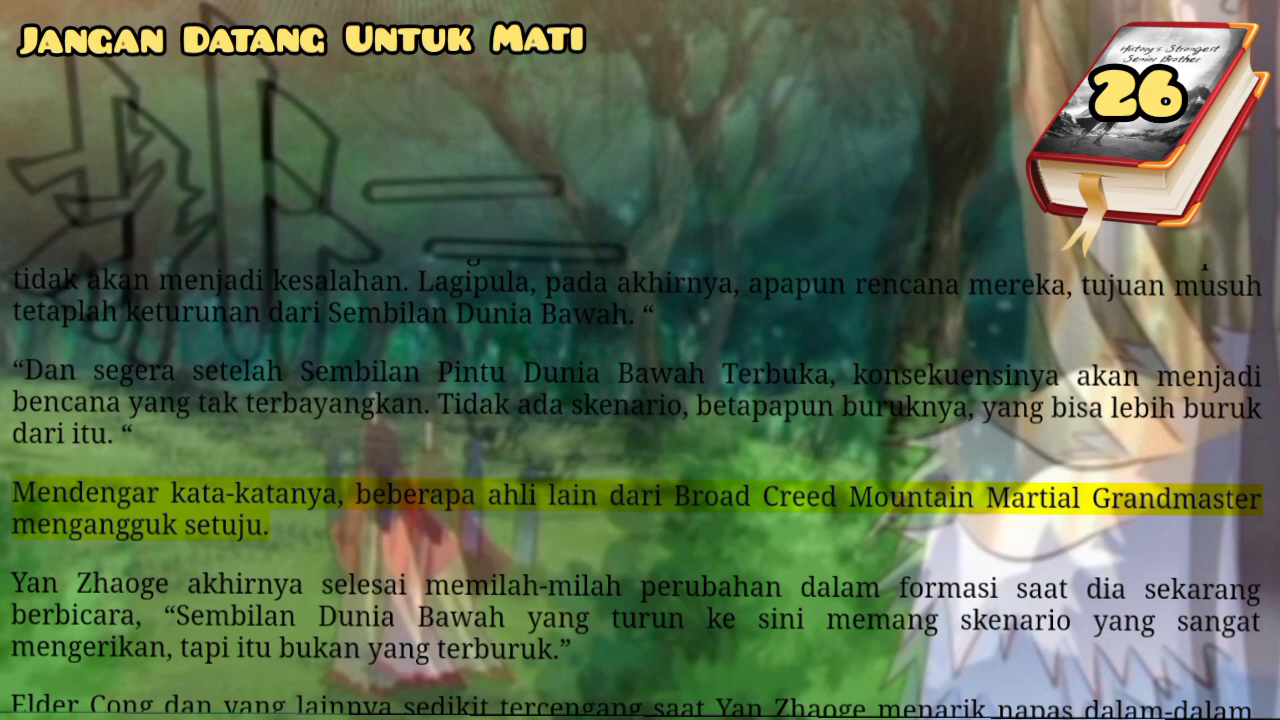 Jangan Datang Untuk Mati
History's Strongest
Senior Brother
26
tidak akan menjadi kesalahan. Lagipula, pada akhirnya, apapun rencana mereka, tujuan musuh
tetaplah keturunan dari Sembilan Dunia Bawah. “
“Dan segera setelah Sembilan Pintu Dunia Bawah Terbuka, konsekuensinya akan menjadi
bencana yang tak terbayangkan. Tidak ada skenario, betapapun buruknya, yang bisa lebih buruk
dari itu. “
Mendengar kata-katanya, beberapa ahli lain dari Broad Creed Mountain Martial Grandmaster
mengangguk setuju.
Yan Zhaoge akhirnya selesai memilah-milah perubahan dalam formasi saat dia sekarang
berbicara, “Sembilan Dunia Bawah yang turun ke sini memang skenario yang sangat
mengerikan, tapi itu bukan yang terburuk.”
Elder Cong dan yang lainnya sedikit tercengang saat Yan Zhaoge menarik napas dalam-dalam